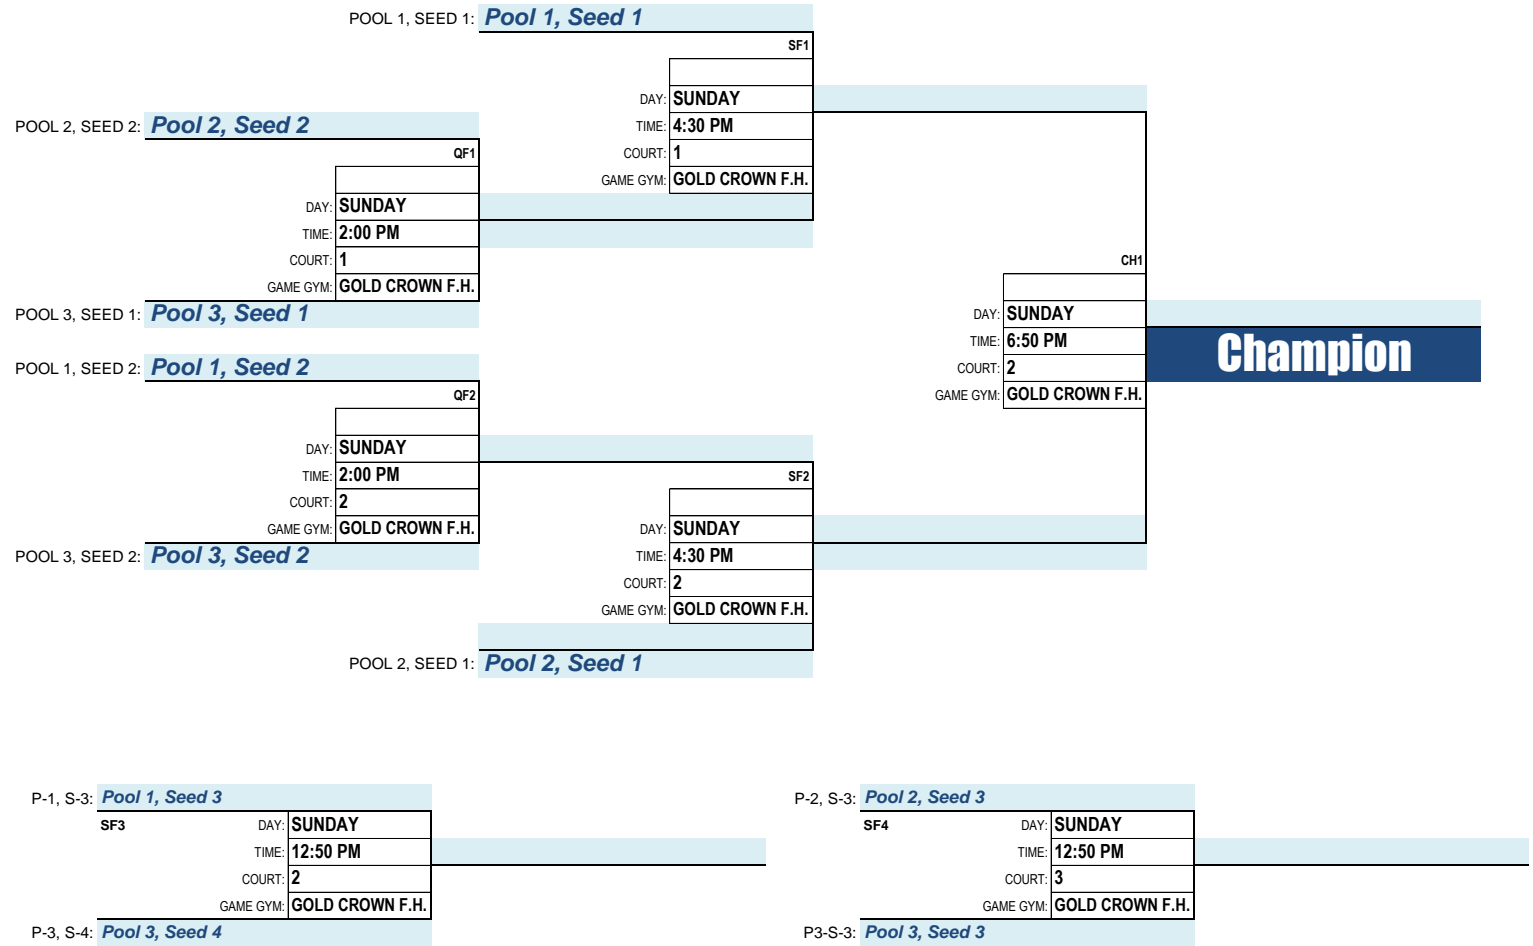 POOL 1, SEED 1: Pool 1, Seed 1
SF1
DAY: SUNDAY
TIME: 4:30 PM
COURT: 1
GAME GYM: GOLD CROWN F.H.
POOL 2, SEED 2: Pool 2, Seed 2
QF1
DAY: SUNDAY
TIME: 2:00 PM
COURT: 1
GAME GYM: GOLD CROWN F.H.
POOL 3, SEED 1: Pool 3, Seed 1
CH1
DAY: SUNDAY
TIME: 6:50 PM
COURT: 2
GAME GYM: GOLD CROWN F.H.
Champion
POOL 1, SEED 2: Pool 1, Seed 2
QF2
DAY: SUNDAY
TIME: 2:00 PM
COURT: 2
GAME GYM: GOLD CROWN F.H.
POOL 3, SEED 2: Pool 3, Seed 2
SF2
DAY: SUNDAY
TIME: 4:30 PM
COURT: 2
GAME GYM: GOLD CROWN F.H.
POOL 2, SEED 1: Pool 2, Seed 1
P-1, S-3: Pool 1, Seed 3
SF3 DAY: SUNDAY
TIME: 12:50 PM
COURT: 2
GAME GYM: GOLD CROWN F.H.
P-3, S-4: Pool 3, Seed 4
P-2, S-3: Pool 2, Seed 3
SF4 DAY: SUNDAY
TIME: 12:50 PM
COURT: 3
GAME GYM: GOLD CROWN F.H.
P3-S-3: Pool 3, Seed 3